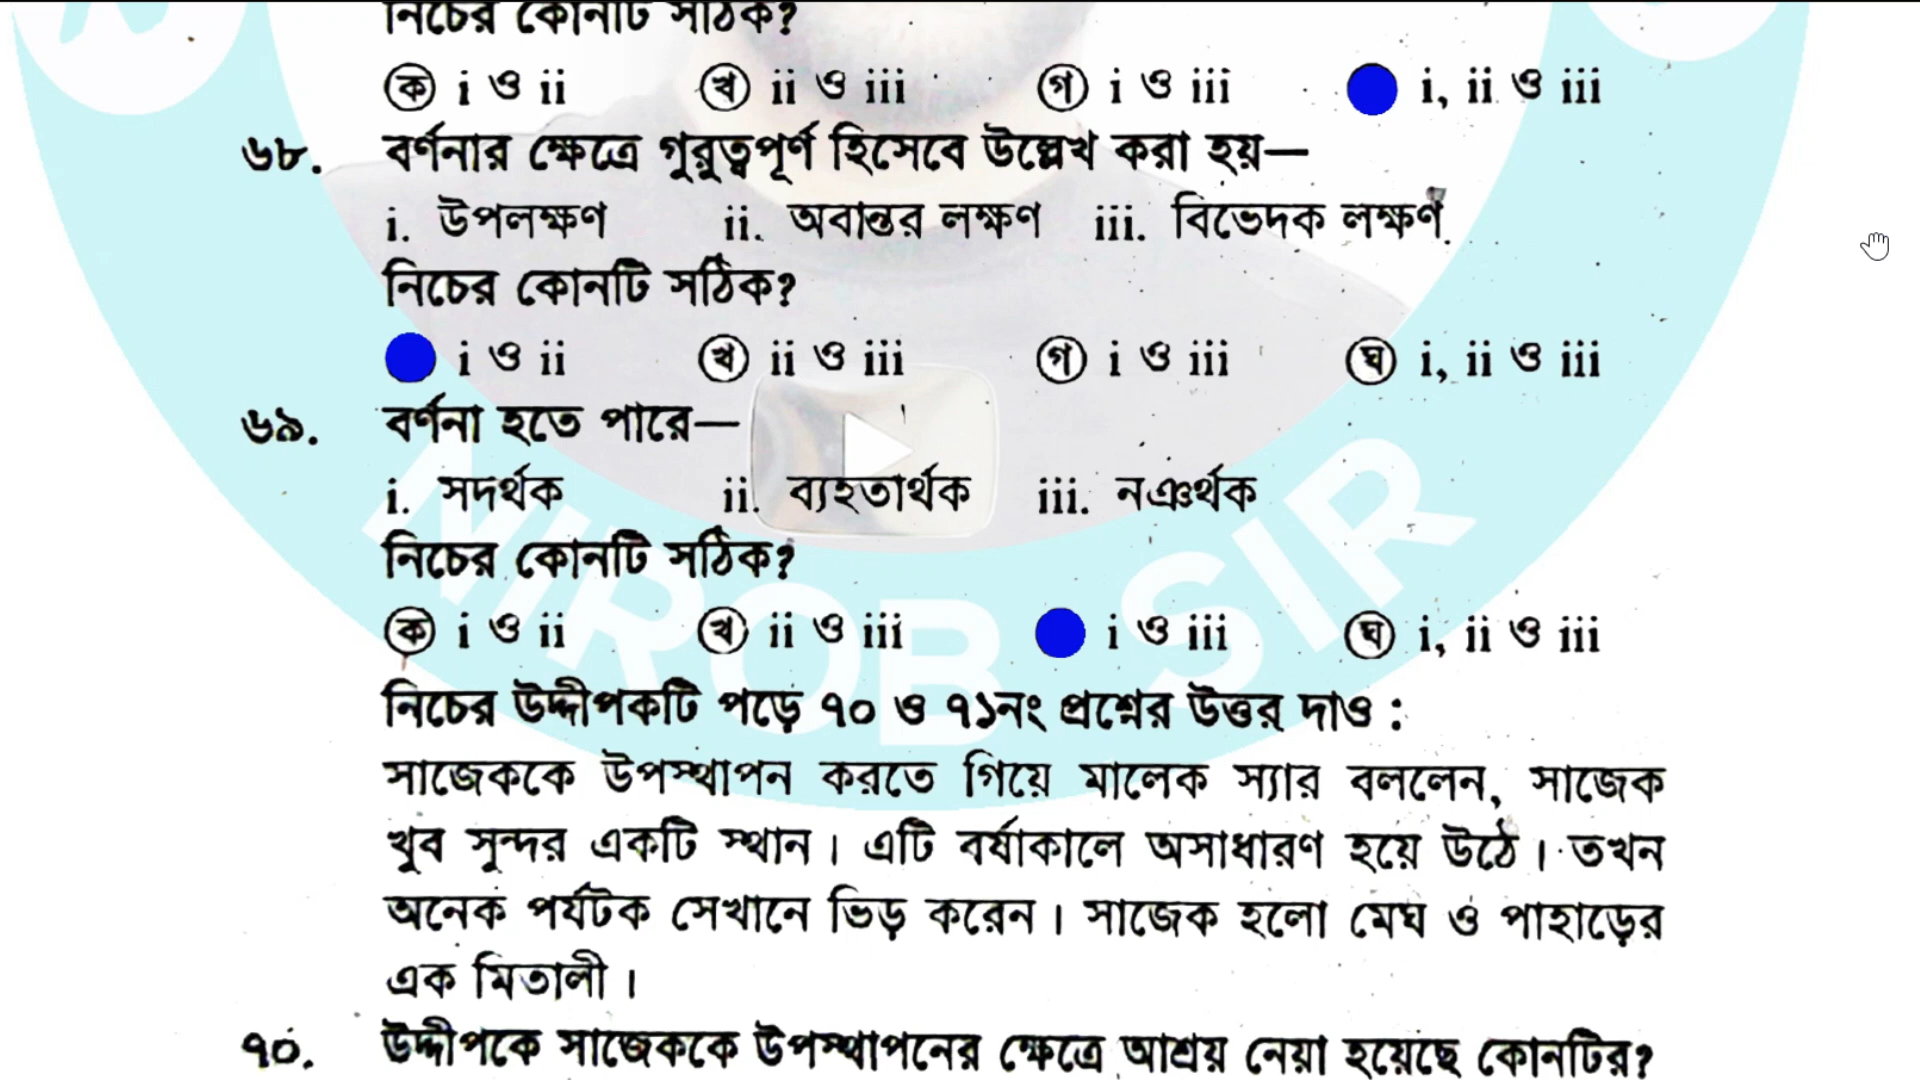 নিচের কোনটি সঠিক?
ক i ও ii খ ii ও iii গ i ও iii i, ii ও iii
৬৮. বর্ণনার ক্ষেত্রে গুরুত্বপূর্ণ হিসেবে উল্লেখ করা হয়—
i. উপলক্ষণ ii. অবান্তর লক্ষণ iii. বিভেদক লক্ষণ
নিচের কোনটি সঠিক?
i ও ii খ ii ও iii গ i ও iii ঘ i, ii ও iii
৬৯. বর্ণনা হতে পারে—
i. সদর্থক ii. ব্যহতার্থক iii. নঞর্থক
নিচের কোনটি সঠিক?
ক i ও ii খ ii ও iii i ও iii ঘ i, ii ও iii
NIROB SIR
নিচের উদ্দীপকটি পড়ে ৭০ ও ৭১নং প্রশ্নের উত্তর দাও :
সাজেককে উপস্থাপন করতে গিয়ে মালেক স্যার বললেন, সাজেক
খুব সুন্দর একটি স্থান। এটি বর্ষাকালে অসাধারণ হয়ে উঠে। তখন
অনেক পর্যটক সেখানে ভিড় করেন। সাজেক হলো মেঘ ও পাহাড়ের
এক মিতালী।
৭০. উদ্দীপকে সাজেককে উপস্থাপনের ক্ষেত্রে আশ্রয় নেয়া হয়েছে কোনটির?